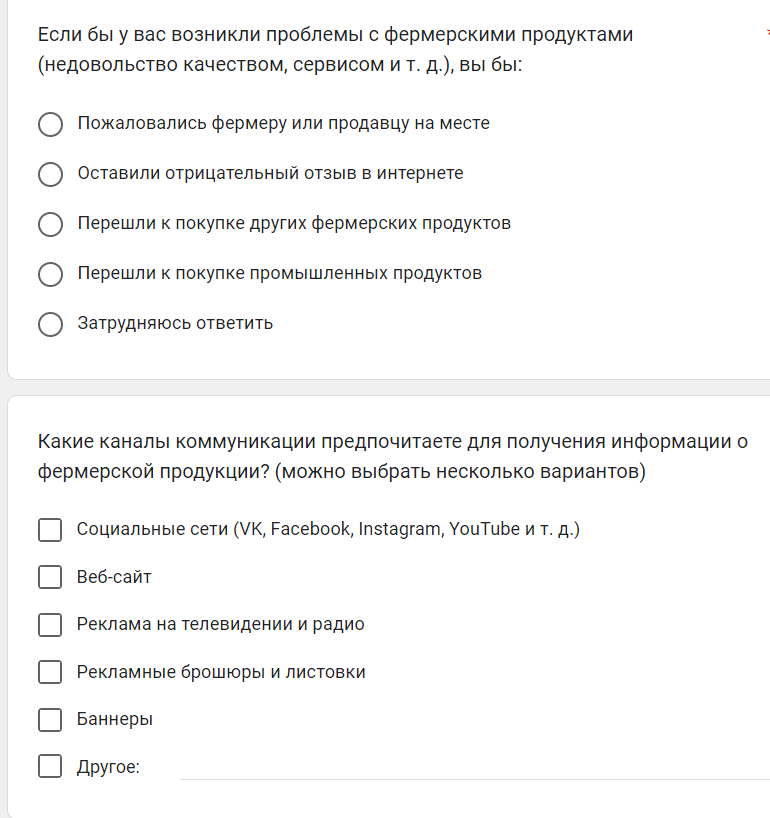 Если бы у вас возникли проблемы с фермерскими продуктами *
(недовольство качеством, сервисом и т. д.), вы бы:
Пожаловались фермеру или продавцу на месте
Оставили отрицательный отзыв в интернете
Перешли к покупке других фермерских продуктов
Перешли к покупке промышленных продуктов
Затрудняюсь ответить
Какие каналы коммуникации предпочитаете для получения информации о
фермерской продукции? (можно выбрать несколько вариантов)
Социальные сети (VK, Facebook, Instagram, YouTube и т. д.)
Веб-сайт
Реклама на телевидении и радио
Рекламные брошюры и листовки
Баннеры
Другое: